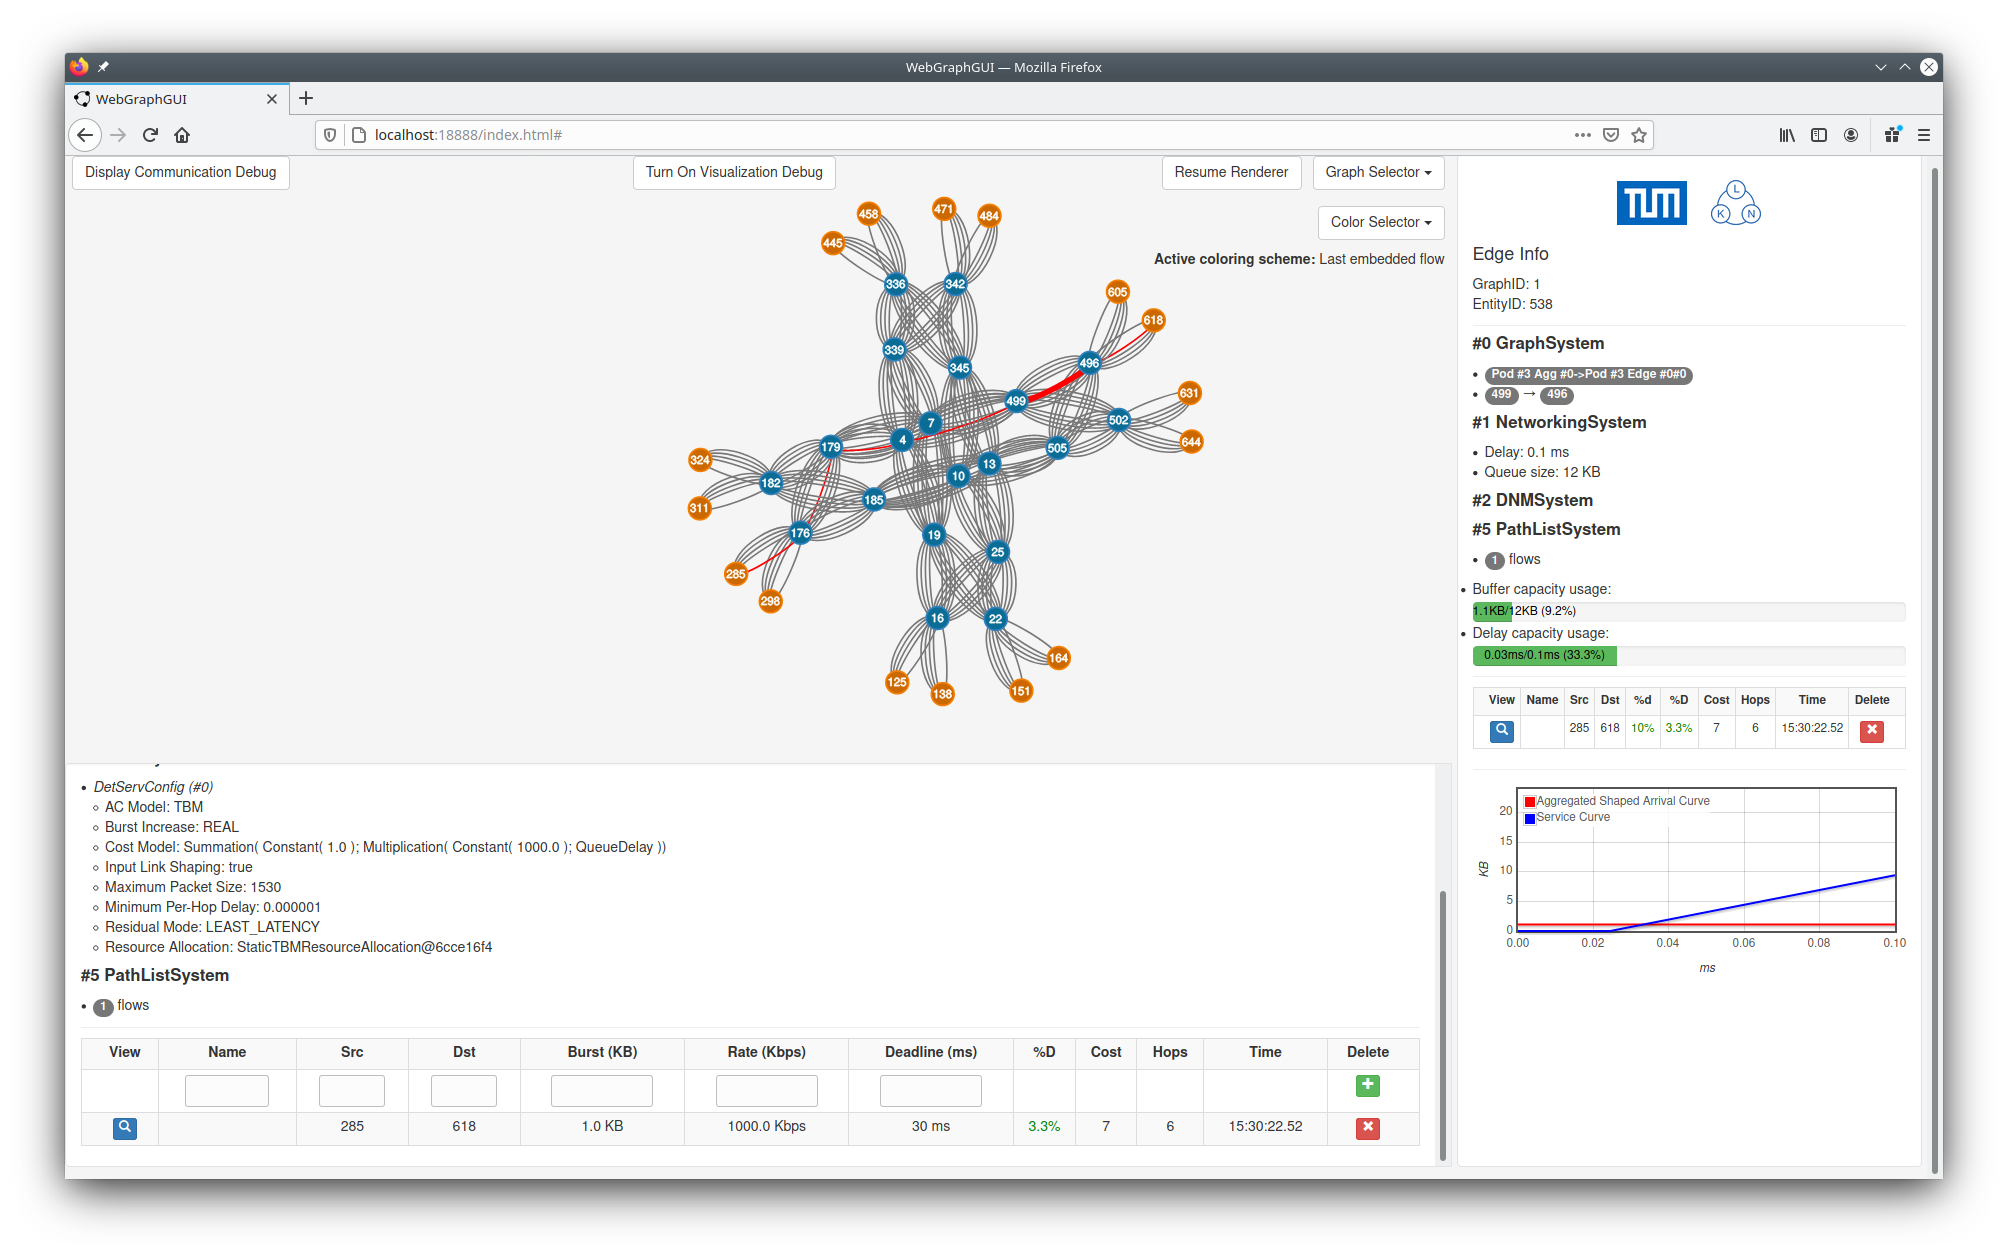 WebGraphGUI — Mozilla Firefox
WebGraphGUI
localhost:18888/index.html#
Display Communication Debug
Turn On Visualization Debug
Resume Renderer
Graph Selector
Color Selector
Active coloring scheme: Last embedded flow
458
471
484
445
336
342
605
618
339
345
496
499
631
7
502
4
644
179
505
324
13
10
182
185
311
176
19
25
285
298
16
22
164
125
138
151
DetServConfig (#0)
AC Model: TBM
Burst Increase: REAL
Cost Model: Summation( Constant( 1.0 ); Multiplication( Constant( 1000.0 ); QueueDelay ))
Input Link Shaping: true
Maximum Packet Size: 1530
Minimum Per-Hop Delay: 0.000001
Residual Mode: LEAST_LATENCY
Resource Allocation: StaticTBMResourceAllocation@6cce16f4
#5 PathListSystem
1 flows
View Name Src Dst Burst (KB) Rate (Kbps) Deadline (ms) %D Cost Hops Time Delete
285 618 1.0 KB 1000.0 Kbps 30 ms 3.3% 7 6 15:30:22.52
TUM
L
K N
Edge Info
GraphID: 1
EntityID: 538
#0 GraphSystem
Pod #3 Agg #0->Pod #3 Edge #0#0
499 → 496
#1 NetworkingSystem
Delay: 0.1 ms
Queue size: 12 KB
#2 DNMSystem
#5 PathListSystem
1 flows
Buffer capacity usage:
1.1KB/12KB (9.2%)
Delay capacity usage:
0.03ms/0.1ms (33.3%)
View Name Src Dst %d %D Cost Hops Time Delete
285 618 10% 3.3% 7 6 15:30:22.52
Aggregated Shaped Arrival Curve
Service Curve
20
15
10
5
0
KB
0.00 0.02 0.04 0.06 0.08 0.10
ms